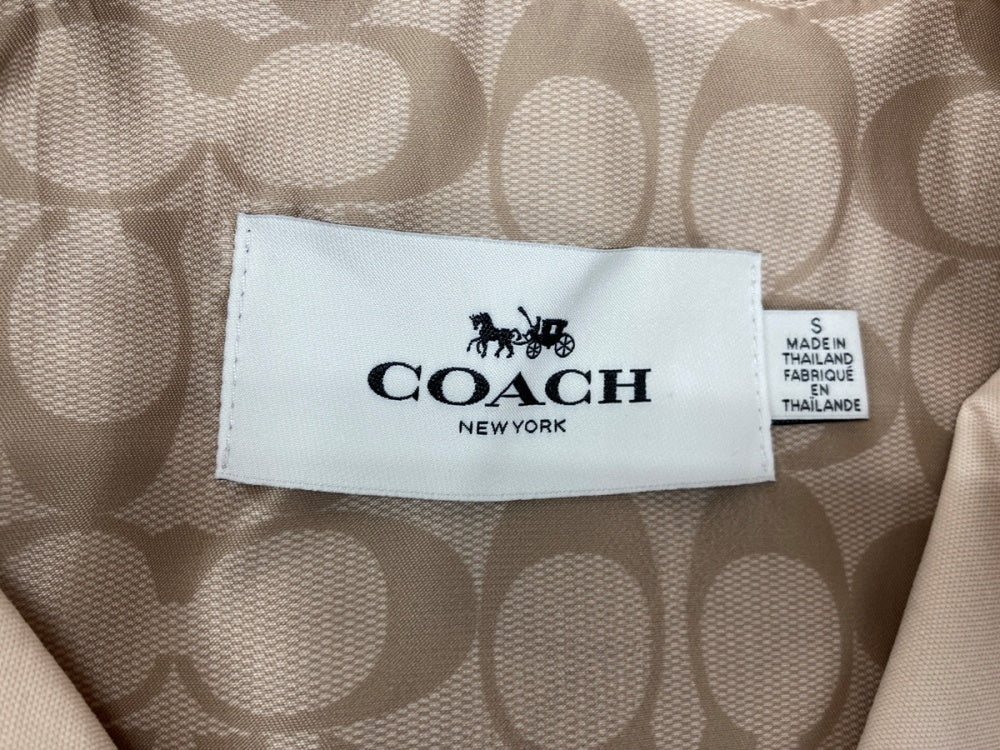 COACH
NEW YORK
S
MADE IN
THAILAND
FABRIQUÉ
EN
THAÏLANDE